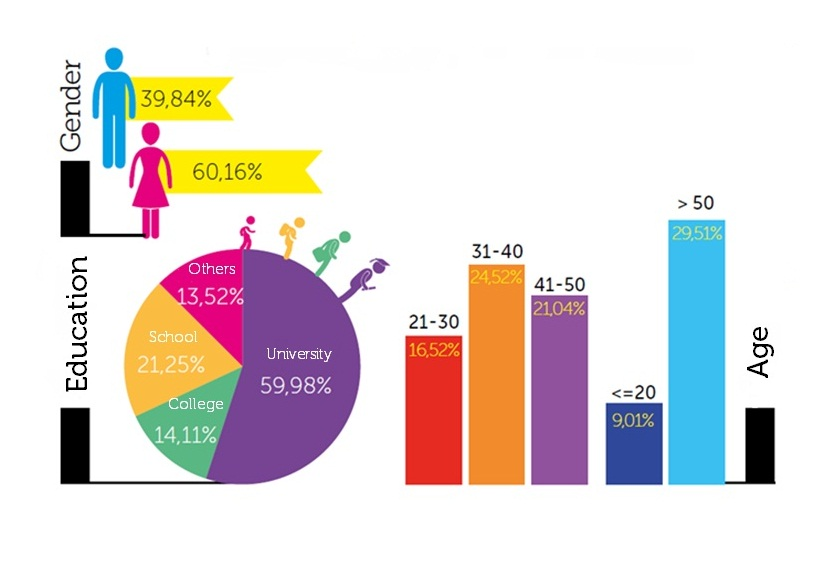 Gender
39,84%
60,16%
Education
Others
13,52%
School
21,25%
College
14,11%
University
59,98%
21-30
16,52%
31-40
24,52%
41-50
21,04%
<=20
9,01%
> 50
29,51%
Age